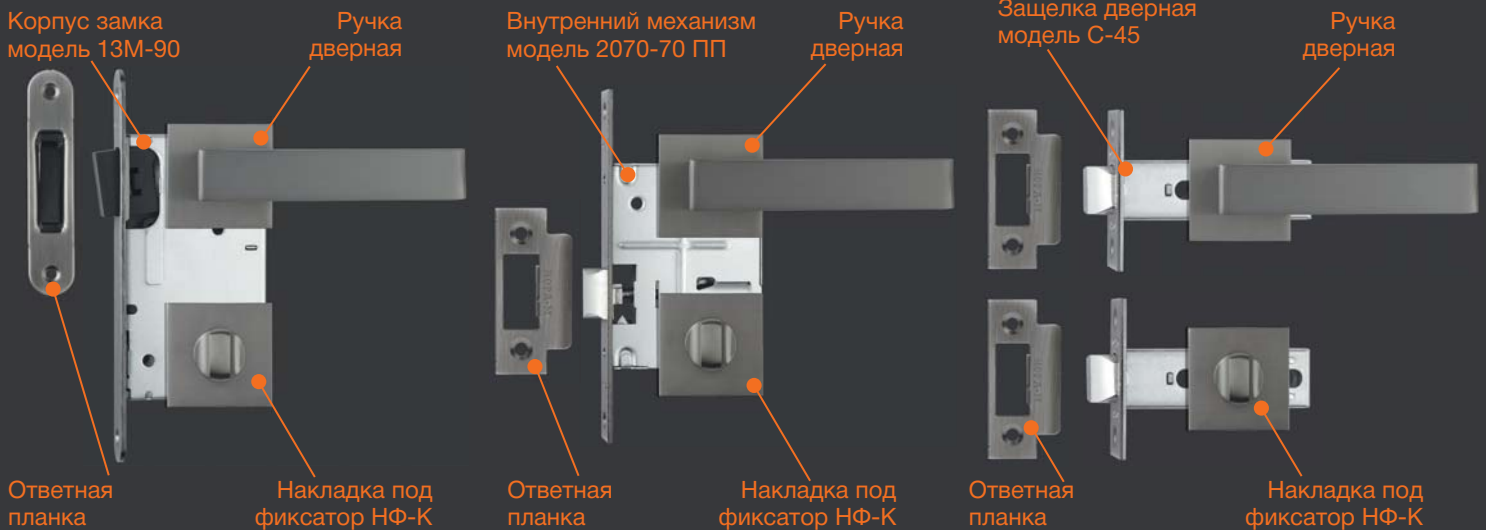 Корпус замка
модель 13М-90
Ручка
дверная
Внутренний механизм
модель 2070-70 ПП
Ручка
дверная
Защелка дверная
модель С-45
Ручка
дверная
Ответная
планка
Накладка под
фиксатор НФ-К
Ответная
планка
Накладка под
фиксатор НФ-К
Ответная
планка
Накладка под
фиксатор НФ-К